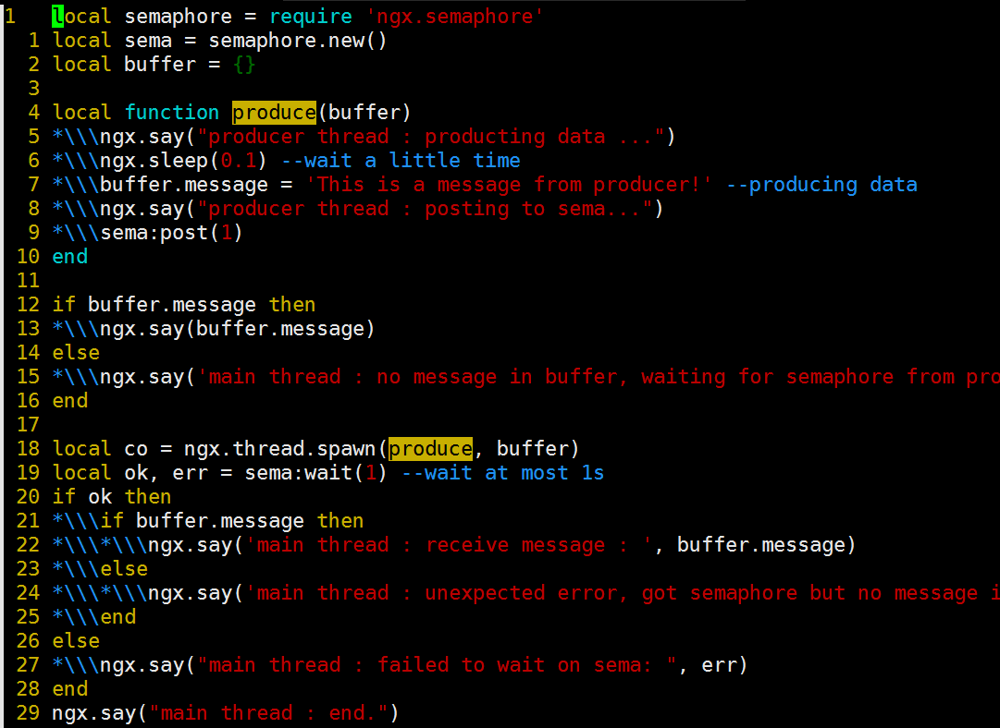 1   local semaphore = require 'ngx.semaphore'
  1 local sema = semaphore.new()
  2 local buffer = {}
  3
  4 local function produce(buffer)
  5 *\\\ngx.say("producer thread : producting data ...")
  6 *\\\ngx.sleep(0.1) --wait a little time
  7 *\\\buffer.message = 'This is a message from producer!' --producing data
  8 *\\\ngx.say("producer thread : posting to sema...")
  9 *\\\sema:post(1)
 10 end
 11
 12 if buffer.message then
 13 *\\\ngx.say(buffer.message)
 14 else
 15 *\\\ngx.say('main thread : no message in buffer, waiting for semaphore from pro
 16 end
 17
 18 local co = ngx.thread.spawn(produce, buffer)
 19 local ok, err = sema:wait(1) --wait at most 1s
 20 if ok then
 21 *\\\if buffer.message then
 22 *\\\*\\\ngx.say('main thread : receive message : ', buffer.message)
 23 *\\\else
 24 *\\\*\\\ngx.say('main thread : unexpected error, got semaphore but no message i
 25 *\\\end
 26 else
 27 *\\\ngx.say("main thread : failed to wait on sema: ", err)
 28 end
 29 ngx.say("main thread : end.")